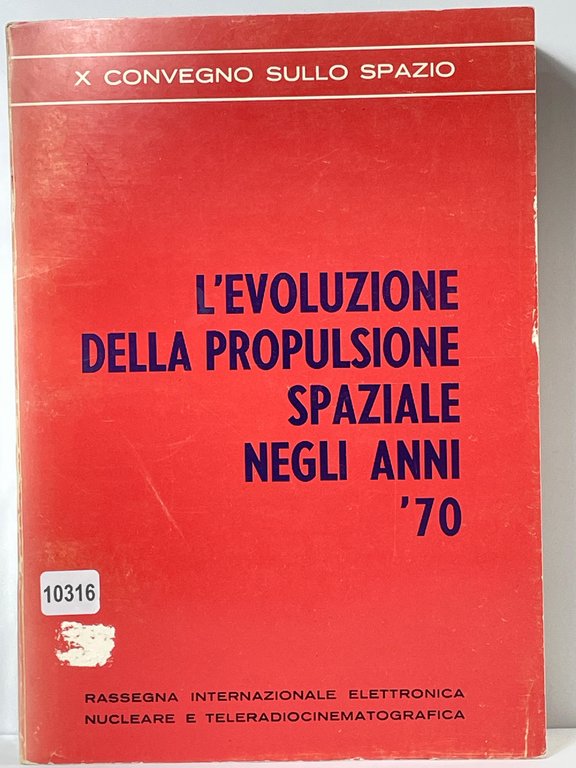 X CONVEGNO SULLO SPAZIO
L'EVOLUZIONE
DELLA PROPULSIONE
SPAZIALE
NEGLI ANNI
'70
10316
RASSEGNA INTERNAZIONALE ELETTRONICA
NUCLEARE E TELERADIOCINEMATOGRAFICA